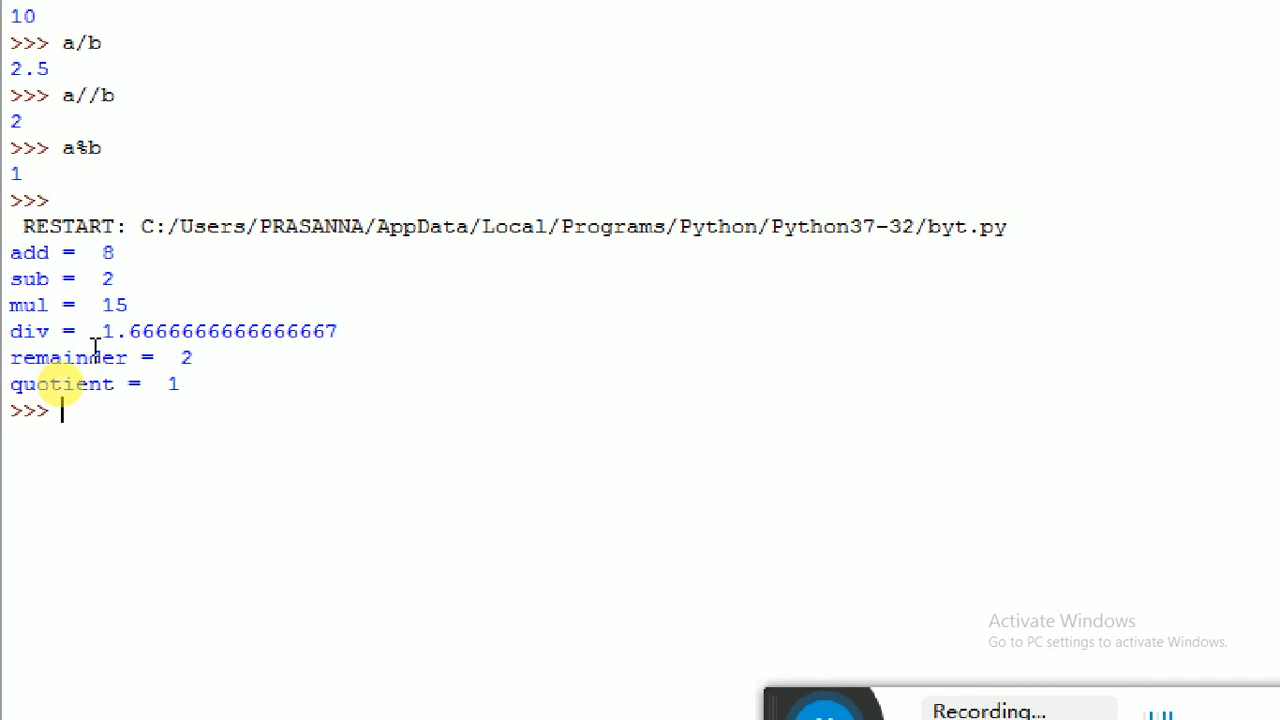 10
>>> a/b
2.5
>>> a//b
2
>>> a%b
1
>>>
RESTART: C:/Users/PRASANNA/AppData/Local/Programs/Python/Python37-32/byt.py
add =  8
sub =  2
mul =  15
div =  1.6666666666666667
remainder =  2
quotient =  1
>>>
Activate Windows
Go to PC settings to activate Windows.
Recording...